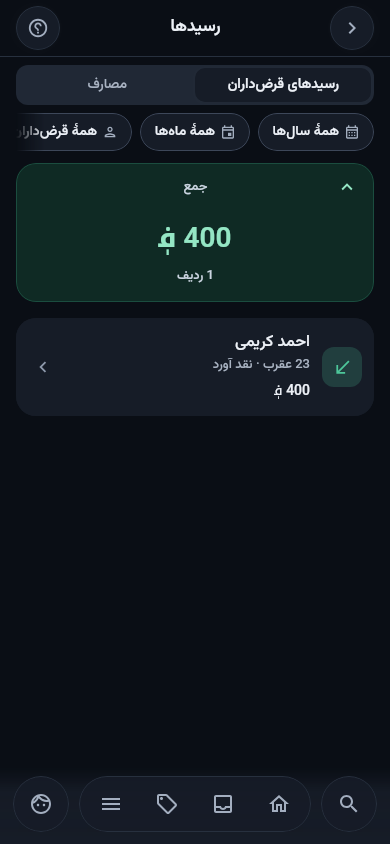 رسیدها
رسیدهای قرض‌داران
مصارف
همهٔ سال‌ها
همهٔ ماه‌ها
همهٔ قرض‌داران
جمع
400 ؋
1 ردیف
احمد کریمی
23 عقرب · نقد آورد
400 ؋